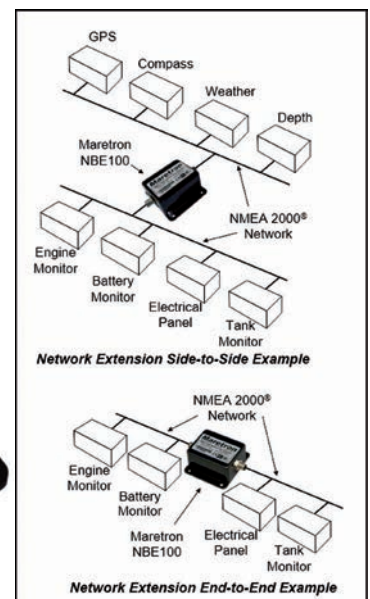 GPS
Compass
Weather
Depth
Maretron
NBE100
Maretron
NMEA 2000®
Network
Engine
Monitor
Battery
Monitor
Electrical
Panel
Tank
Monitor
Network Extension Side-to-Side Example
NMEA 2000®
Network
Maretron
Engine
Monitor
Battery
Monitor
Maretron
NBE100
Electrical
Panel
Tank
Monitor
Network Extension End-to-End Example